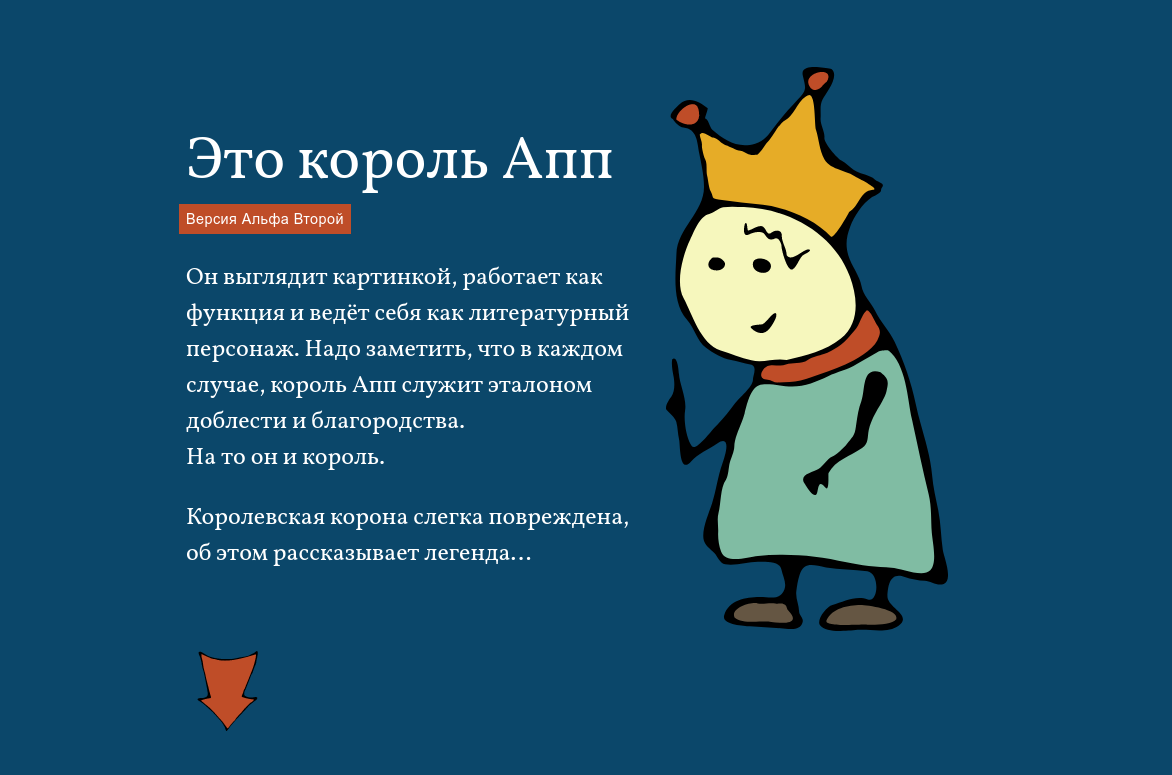 Это король Апп
Версия Альфа Второй
Он выглядит картинкой, работает как
функция и ведёт себя как литературный
персонаж. Надо заметить, что в каждом
случае, король Апп служит эталоном
доблести и благородства.
На то он и король.
Королевская корона слегка повреждена,
об этом рассказывает легенда...